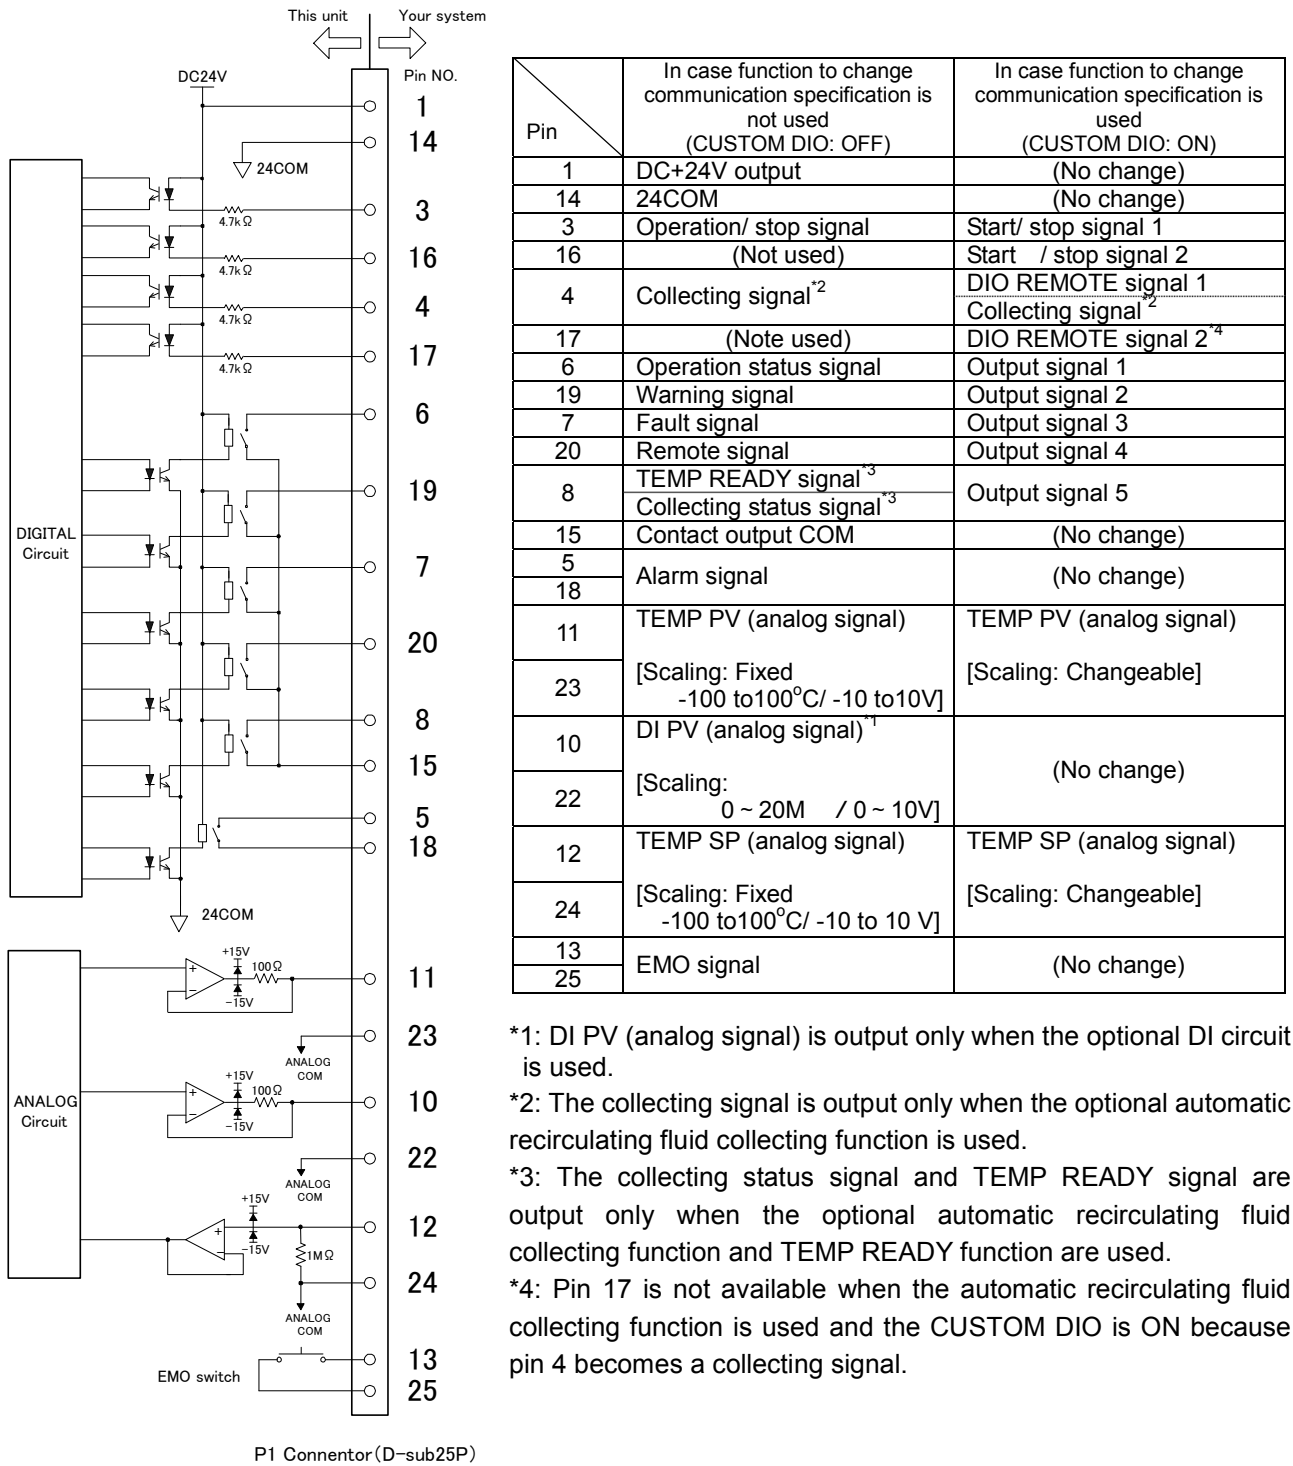 This unit
Your system
DC24V
Pin NO.
1
14
24COM
3
4.7kΩ
16
4.7kΩ
4
4.7kΩ
17
4.7kΩ
6
19
DIGITAL
Circuit
7
20
8
15
5
18
24COM
+15V
100Ω
-15V
11
23
ANALOG
COM
+15V
100Ω
-15V
10
ANALOG
Circuit
22
ANALOG
COM
+15V
-15V
12
1MΩ
24
ANALOG
COM
13
EMO switch
25
P1 Connentor(D-sub25P)
Pin
In case function to change
communication specification is
not used
(CUSTOM DIO: OFF)
In case function to change
communication specification is
used
(CUSTOM DIO: ON)
1 DC+24V output (No change)
14 24COM (No change)
3 Operation/ stop signal Start/ stop signal 1
16 (Not used) Start / stop signal 2
4 Collecting signal*2 DIO REMOTE signal 1
Collecting signal*2
17 (Note used) DIO REMOTE signal 2*4
6 Operation status signal Output signal 1
19 Warning signal Output signal 2
7 Fault signal Output signal 3
20 Remote signal Output signal 4
8 TEMP READY signal*3 Output signal 5
Collecting status signal*3
15 Contact output COM (No change)
5 Alarm signal (No change)
18
11 TEMP PV (analog signal) TEMP PV (analog signal)
23 [Scaling: Fixed [Scaling: Changeable]
-100 to100°C/ -10 to10V]
10 DI PV (analog signal)*1 (No change)
22 [Scaling:
0 ~ 20M / 0 ~ 10V]
12 TEMP SP (analog signal) TEMP SP (analog signal)
24 [Scaling: Fixed [Scaling: Changeable]
-100 to100°C/ -10 to 10 V]
13 EMO signal (No change)
25
*1: DI PV (analog signal) is output only when the optional DI circuit
is used.
*2: The collecting signal is output only when the optional automatic
recirculating fluid collecting function is used.
*3: The collecting status signal and TEMP READY signal are
output only when the optional automatic recirculating fluid
collecting function and TEMP READY function are used.
*4: Pin 17 is not available when the automatic recirculating fluid
collecting function is used and the CUSTOM DIO is ON because
pin 4 becomes a collecting signal.